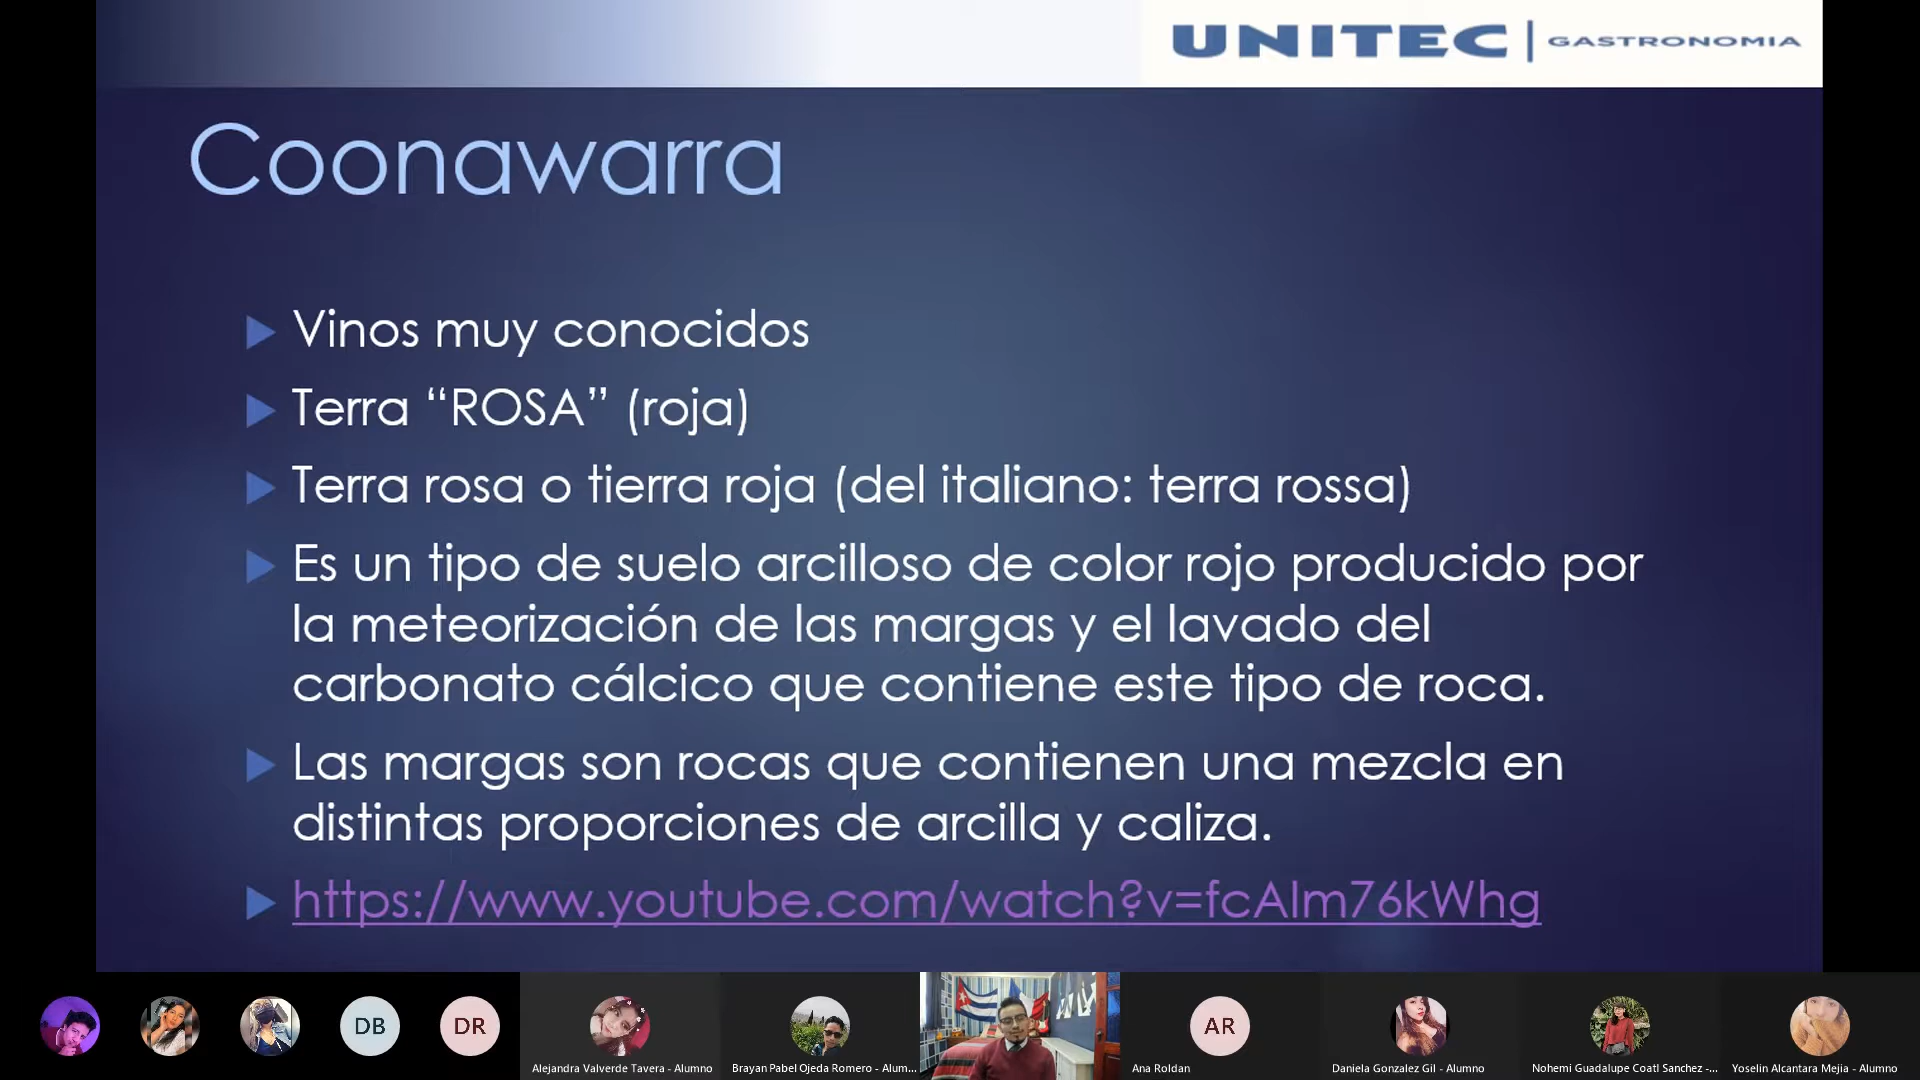 UNITEC | GASTRONOMIA
Coonawarra
Vinos muy conocidos
Terra “ROSA” (roja)
Terra rosa o tierra roja (del italiano: terra rossa)
Es un tipo de suelo arcilloso de color rojo producido por
la meteorización de las margas y el lavado del
carbonato cálcico que contiene este tipo de roca.
Las margas son rocas que contienen una mezcla en
distintas proporciones de arcilla y caliza.
https://www.youtube.com/watch?v=fcAlm76kWhg
DB
DR
AR
Alejandra Valverde Tavera - Alumno
Brayan Pabel Ojeda Romero - Alum...
Ana Roldan
Daniela Gonzalez Gil - Alumno
Nohemi Guadalupe Coatl Sanchez -...
Yoselin Alcantara Mejia - Alumno